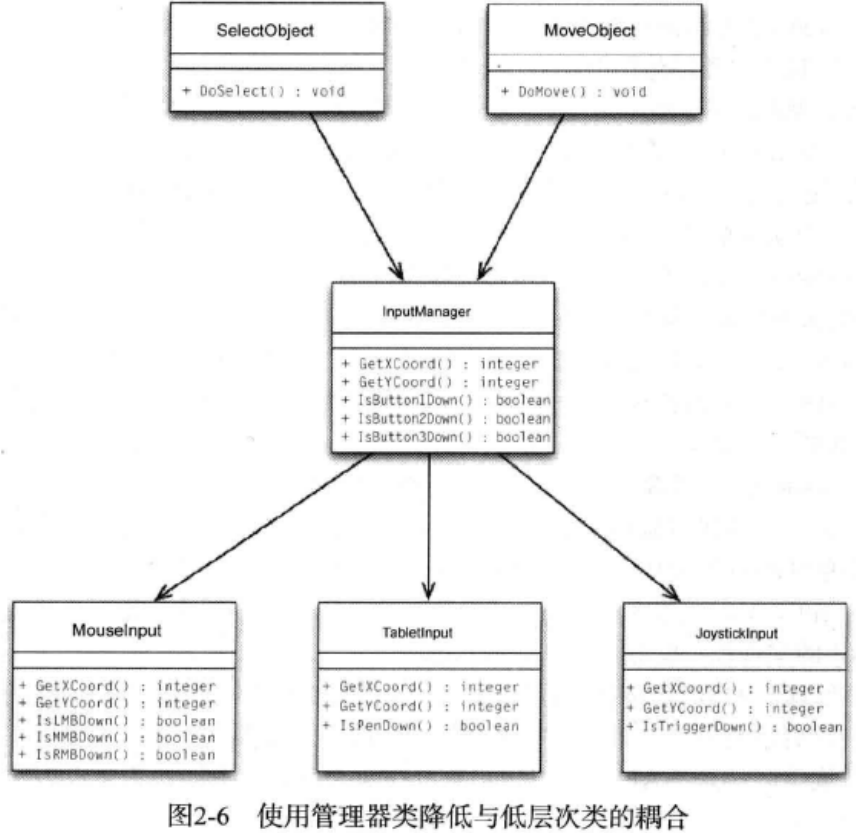 SelectObject
+ DoSelect() : void
MoveObject
+ DoMove() : void
InputManager
+ GetXCoord() : integer
+ GetYCoord() : integer
+ IsButton1Down() : boolean
+ IsButton2Down() : boolean
+ IsButton3Down() : boolean
MouseInput
+ GetXCoord() : integer
+ GetYCoord() : integer
+ IsLMBDown() : boolean
+ IsMMBDown() : boolean
+ IsRMBDown() : boolean
TabletInput
+ GetXCoord() : integer
+ GetYCoord() : integer
+ IsPenDown() : boolean
JoystickInput
+ GetXCoord() : integer
+ GetYCoord() : integer
+ IsTriggerDown() : boolean
图2-6 使用管理器类降低与低层次类的耦合